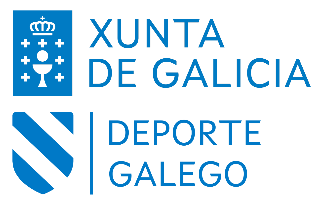 XUNTA
DE GALICIA
DEPORTE
GALEGO